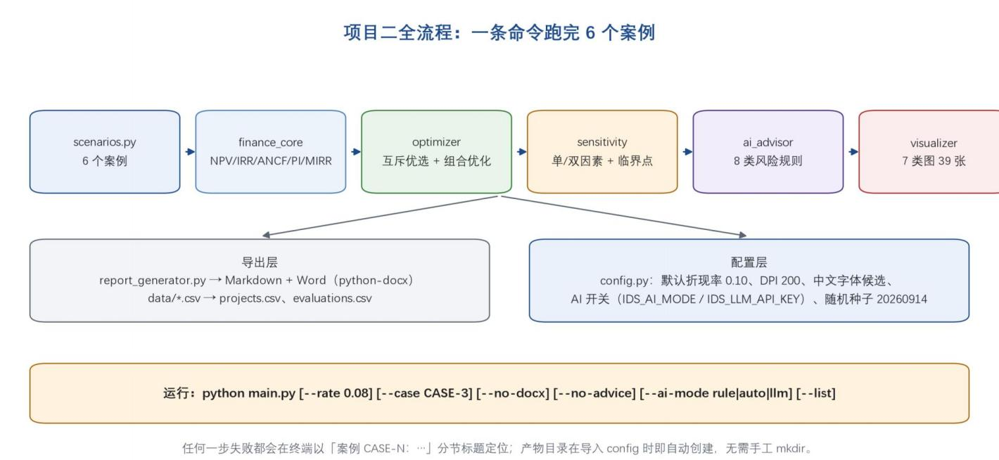 项目二全流程：一条命令跑完 6 个案例
scenarios.py
6 个案例
finance_core
NPV/IRR/ANCF/PI/MIRR
optimizer
互斥优选 + 组合优化
sensitivity
单/双因素 + 临界点
ai_advisor
8 类风险规则
visualizer
7 类图 39 张
导出层
report_generator.py → Markdown + Word（python-docx）
data/*.csv → projects.csv、evaluations.csv
配置层
config.py：默认折现率 0.10、DPI 200、中文字体候选、
AI 开关（IDS_AI_MODE / IDS_LLM_API_KEY）、随机种子 20260914
运行：python main.py [--rate 0.08] [--case CASE-3] [--no-docx] [--no-advice] [--ai-mode rule|auto|llm] [--list]
任何一步失败都会在终端以「案例 CASE-N：…」分节标题定位；产物目录在导入 config 时即自动创建，无需手工 mkdir。